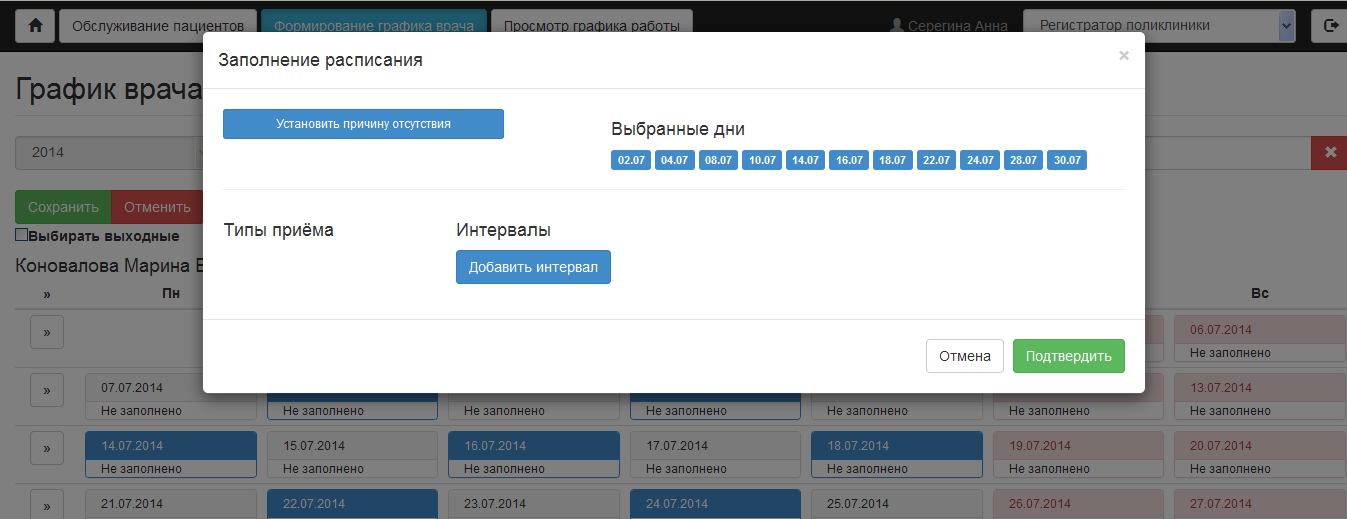 Обслуживание пациентов Формирование графика врача Просмотр графика работы Серегина Анна Регистратор поликлиники
Заполнение расписания ×
График врача
Установить причину отсутствия
Выбранные дни
2014
02.07 04.07 08.07 10.07 14.07 16.07 18.07 22.07 24.07 28.07 30.07
Сохранить Отменить
Выбирать выходные
Типы приёма Интервалы
Добавить интервал
Коновалова Марина
» Пн Вс
» 06.07.2014
Не заполнено
Отмена Подтвердить
» 07.07.2014 13.07.2014
Не заполнено Не заполнено Не заполнено Не заполнено Не заполнено Не заполнено Не заполнено
» 14.07.2014 15.07.2014 16.07.2014 17.07.2014 18.07.2014 19.07.2014 20.07.2014
Не заполнено Не заполнено Не заполнено Не заполнено Не заполнено Не заполнено Не заполнено
» 21.07.2014 22.07.2014 23.07.2014 24.07.2014 25.07.2014 26.07.2014 27.07.2014